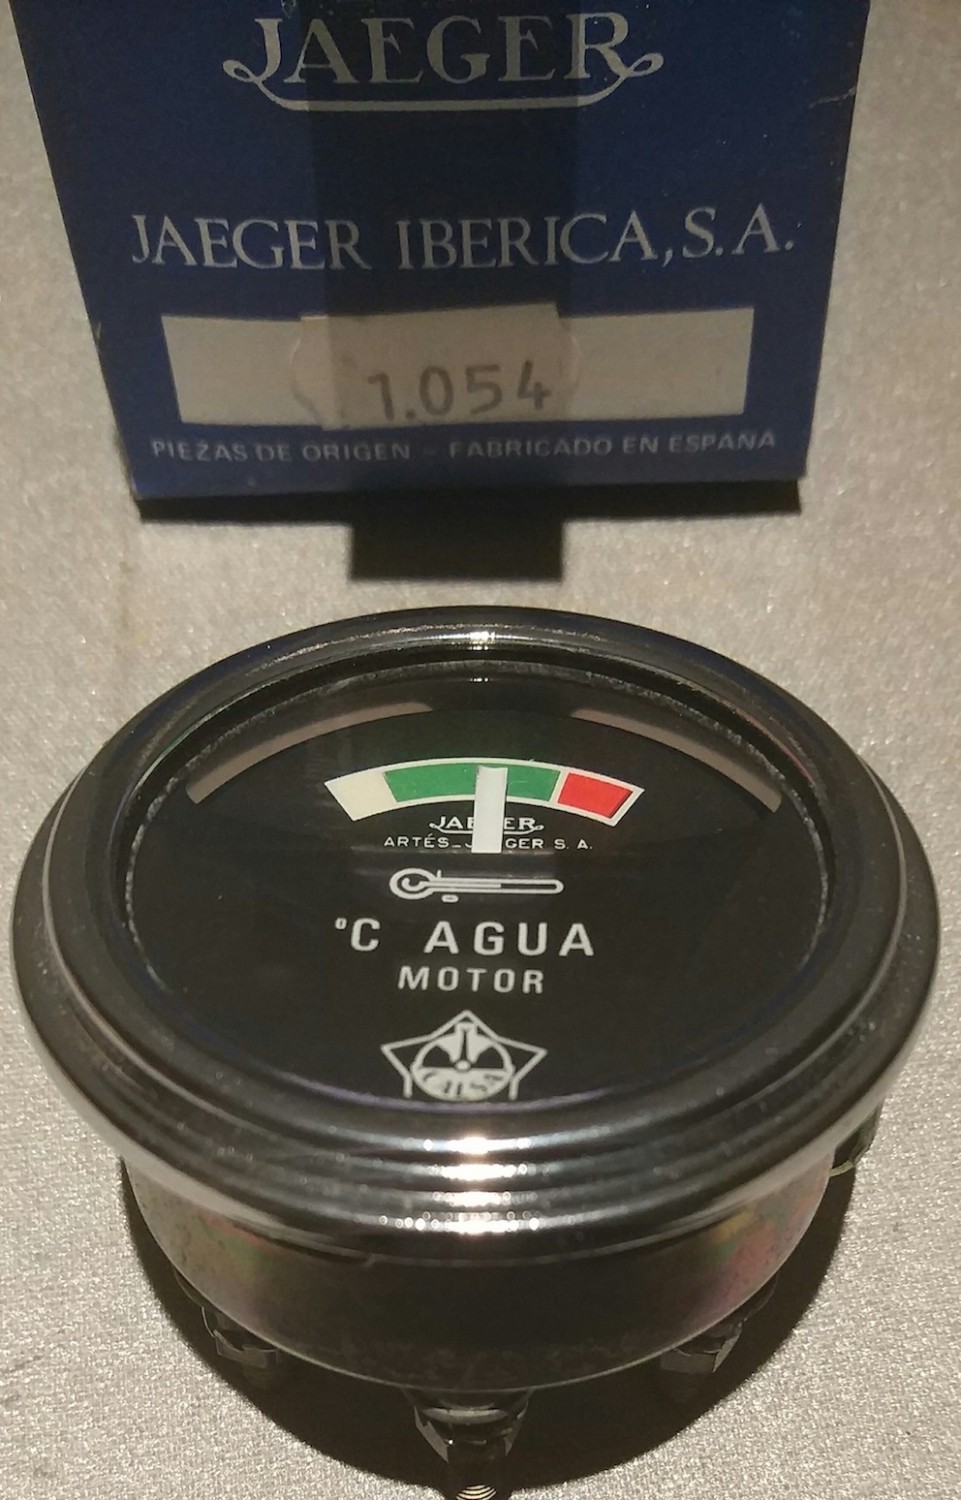 JAEGER
JAEGER IBERICA, S.A.
1.054
PIEZAS DE ORIGEN - FABRICADO EN ESPAÑA
JAEGER
ARTÉS-JAEGER S. A.
°C AGUA
MOTOR